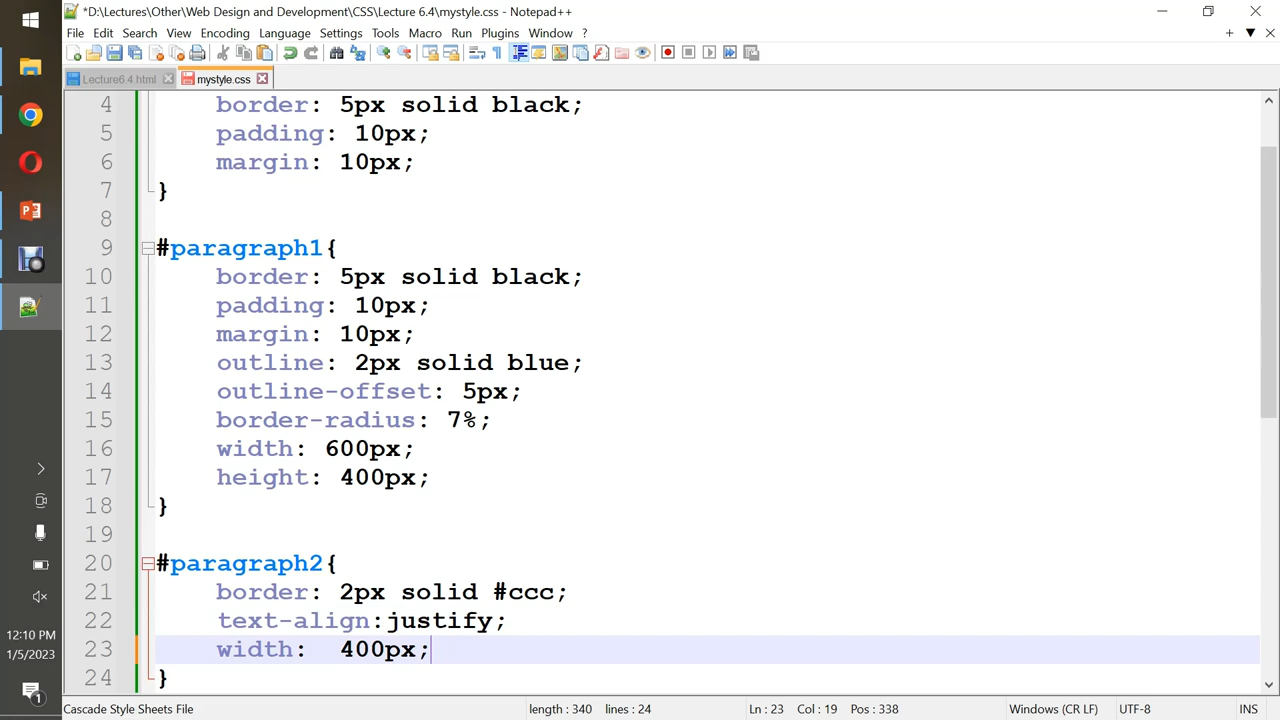 *D:\Lectures\Other\Web Design and Development\CSS\Lecture 6.4\mystyle.css - Notepad++
File Edit Search View Encoding Language Settings Tools Macro Run Plugins Window ?
Lecture6.4.html mystyle.css
4 border: 5px solid black;
5 padding: 10px;
6 margin: 10px;
7 }
8
9 #paragraph1{
10 border: 5px solid black;
11 padding: 10px;
12 margin: 10px;
13 outline: 2px solid blue;
14 outline-offset: 5px;
15 border-radius: 7%;
16 width: 600px;
17 height: 400px;
18 }
19
20 #paragraph2{
21 border: 2px solid #ccc;
22 text-align:justify;
23 width:  400px;
24 }
12:10 PM
1/5/2023
1
Cascade Style Sheets File length : 340 lines : 24 Ln : 23 Col : 19 Pos : 338 Windows (CR LF) UTF-8 INS